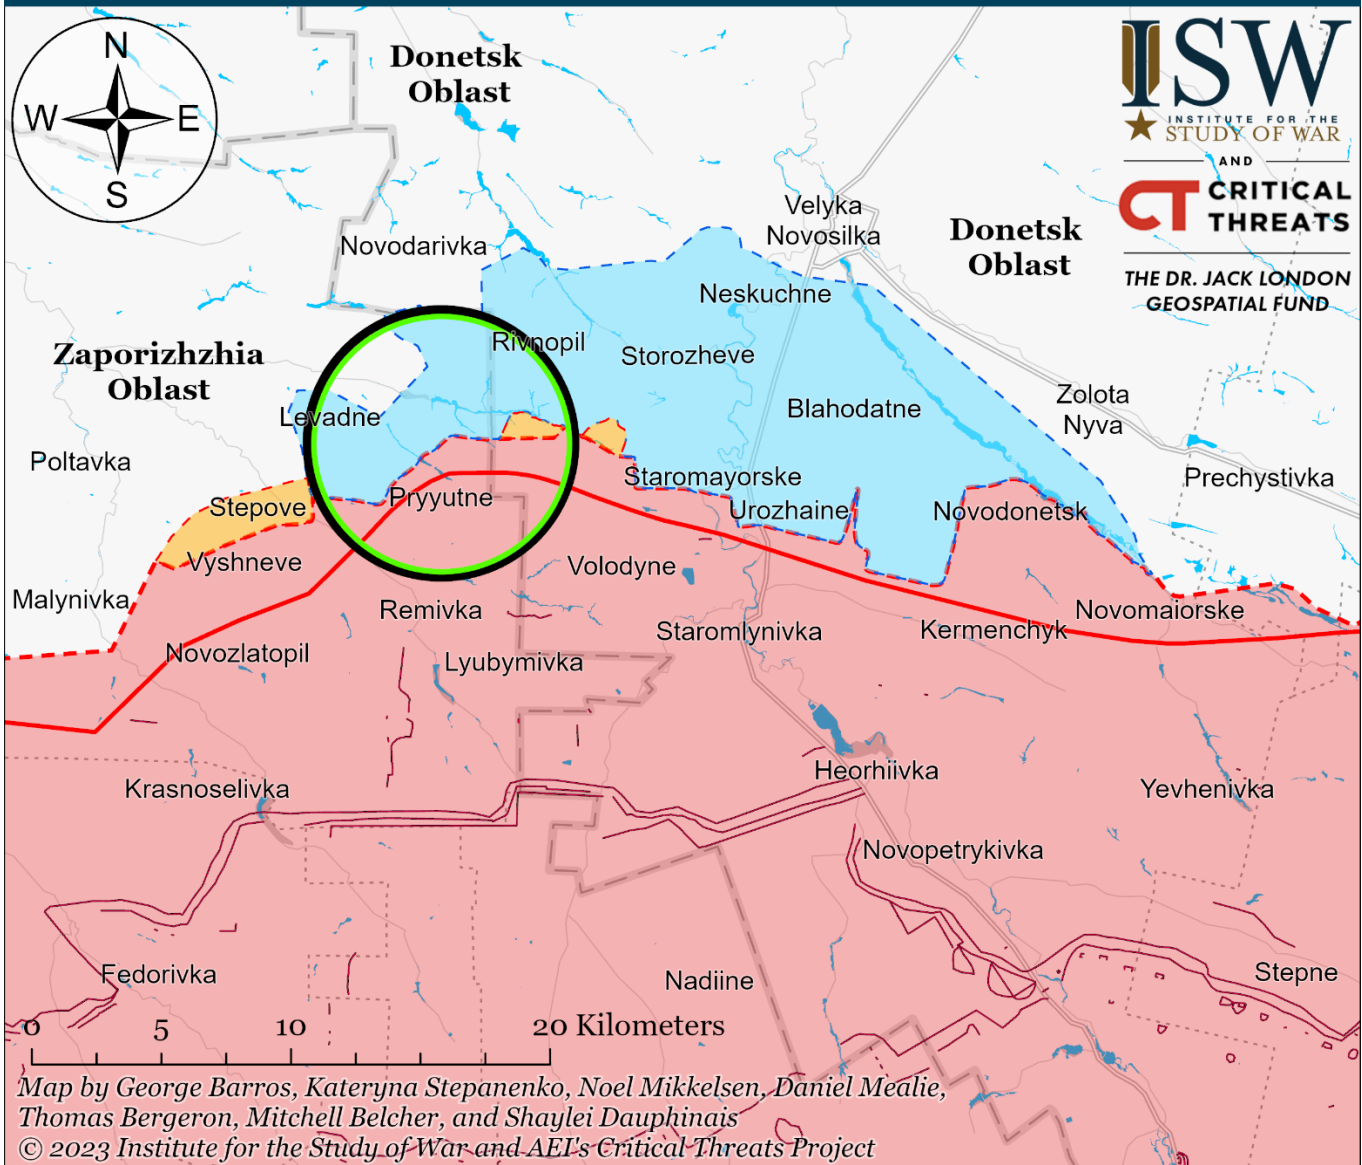 N
W
E
S
Donetsk
Oblast
ISW
INSTITUTE FOR THE
STUDY OF WAR
AND
CT CRITICAL
THREATS
THE DR. JACK LONDON
GEOSPATIAL FUND
Velyka
Novosilka
Donetsk
Oblast
Novodarivka
Neskuchne
Rivnopil
Storozheve
Zaporizhzhia
Oblast
Levadne
Blahodatne
Zolota
Nyva
Poltavka
Staromayorske
Prechystivka
Pryyutne
Stepove
Urozhaine
Novodonetsk
Vyshneve
Volodyne
Malynivka
Remivka
Novomaiorske
Staromlynivka
Kermenchyk
Novozlatopil
Lyubymivka
Heorhiivka
Krasnoselivka
Yevhenivka
Novopetrykivka
Fedorivka
Nadiine
Stepne
0 5 10 20 Kilometers
Map by George Barros, Kateryna Stepanenko, Noel Mikkelsen, Daniel Mealie,
Thomas Bergeron, Mitchell Belcher, and Shaylei Dauphinais
© 2023 Institute for the Study of War and AEI's Critical Threats Project